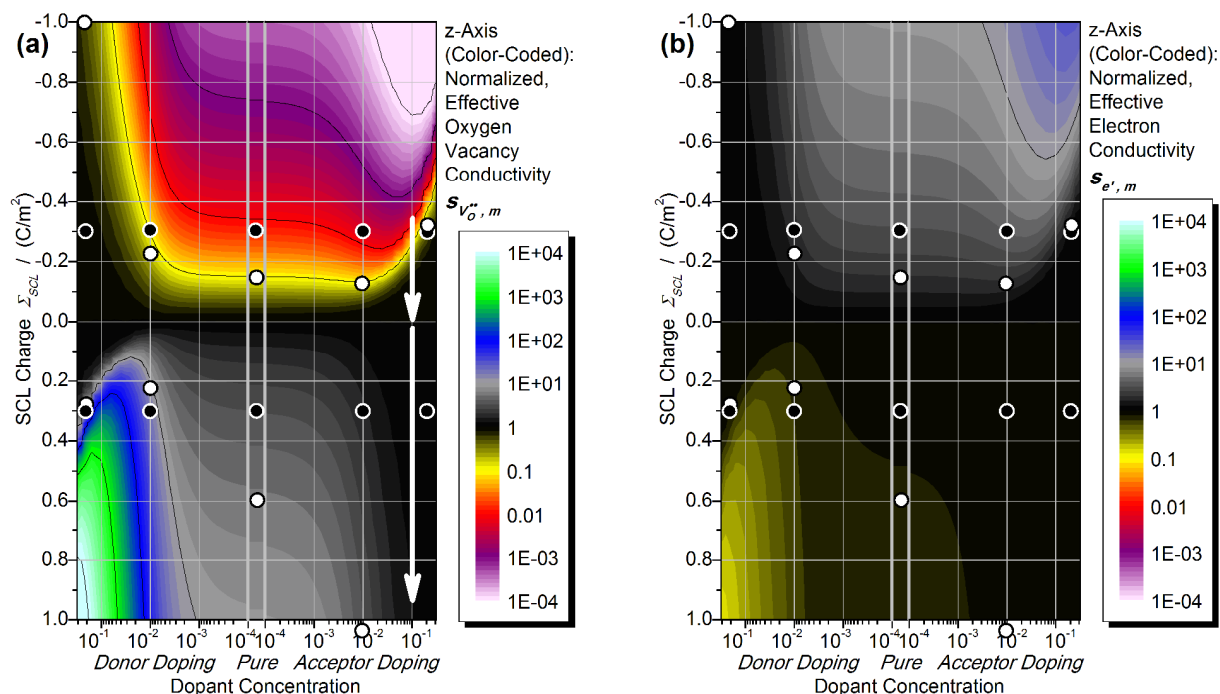 (a)
-1.0
-0.8
-0.6
-0.4
-0.2
0.0
0.2
0.4
0.6
0.8
1.0
SCL Charge Σ_SCL / (C/m²)
10⁻¹ 10⁻² 10⁻³ 10⁻⁴ 10⁻⁴ 10⁻³ 10⁻² 10⁻¹
Donor Doping Pure Acceptor Doping
Dopant Concentration
z-Axis
(Color-Coded):
Normalized,
Effective
Oxygen
Vacancy
Conductivity
s_V_O^••, m
1E+04
1E+03
1E+02
1E+01
1
0.1
0.01
1E-03
1E-04
(b)
-1.0
-0.8
-0.6
-0.4
-0.2
0.0
0.2
0.4
0.6
0.8
1.0
SCL Charge Σ_SCL / (C/m²)
10⁻¹ 10⁻² 10⁻³ 10⁻⁴ 10⁻⁴ 10⁻³ 10⁻² 10⁻¹
Donor Doping Pure Acceptor Doping
Dopant Concentration
z-Axis
(Color-Coded):
Normalized,
Effective
Electron
Conductivity
s_e', m
1E+04
1E+03
1E+02
1E+01
1
0.1
0.01
1E-03
1E-04